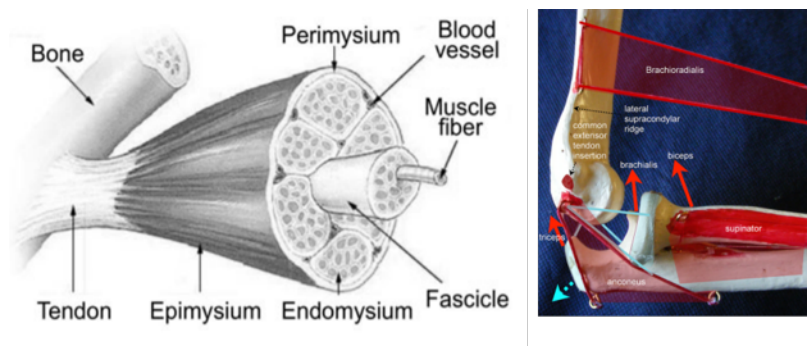 Bone
Perimysium
Blood
vessel
Muscle
fiber
Tendon
Epimysium
Endomysium
Fascicle
Brachioradialis
lateral
supracondylar
ridge
common
extensor
tendon
insertion
brachialis
biceps
triceps
supinator
anconeus